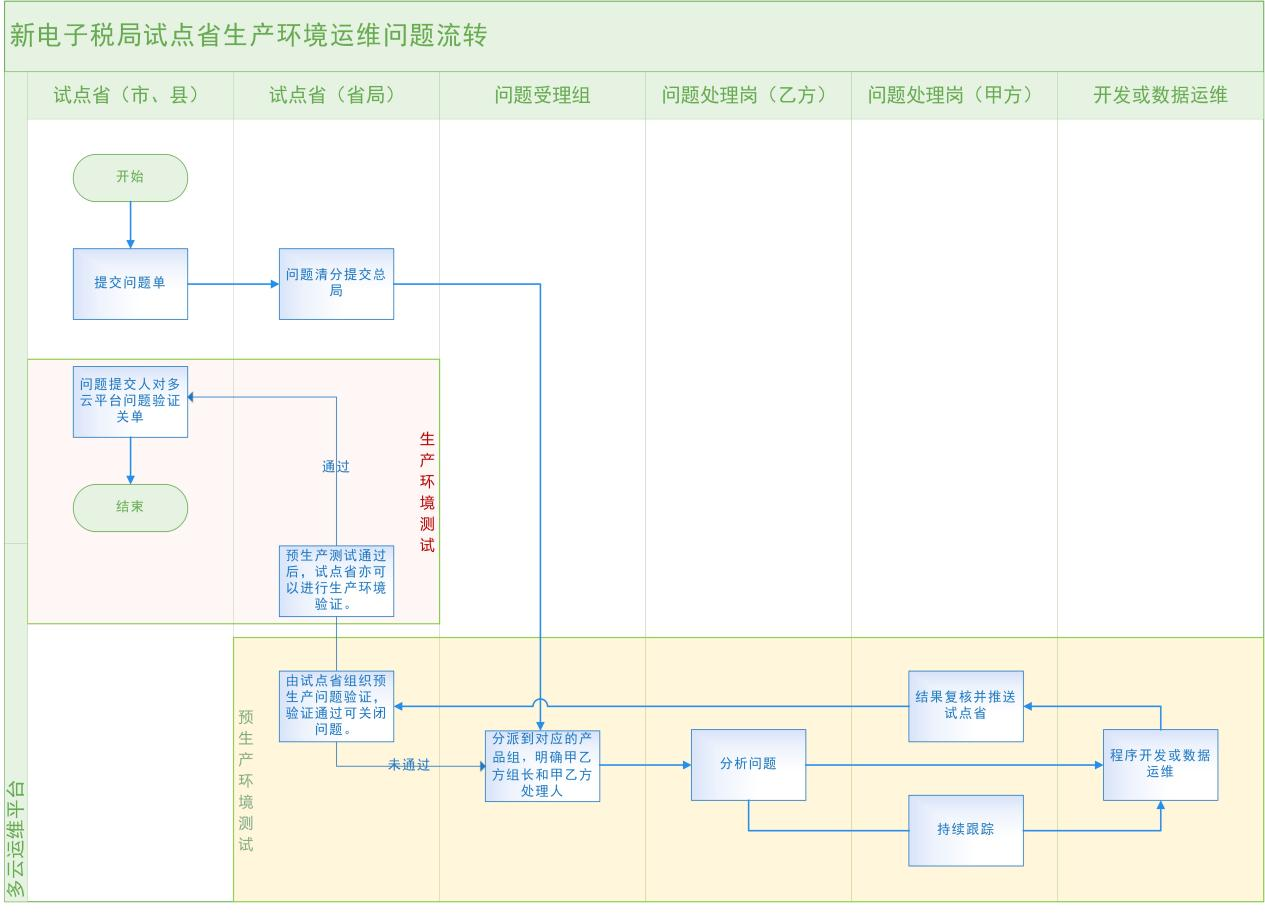 新电子税局试点省生产环境运维问题流转
试点省（市、县）
试点省（省局）
问题受理组
问题处理岗（乙方）
问题处理岗（甲方）
开发或数据运维
开始
提交问题单
问题清分提交总
局
问题提交人对多
云平台问题验证
关单
通过
结束
生产环境测试
预生产测试通过
后，试点省亦可
以进行生产环境
验证。
由试点省组织预
生产问题验证，
验证通过可关闭
问题。
未通过
预生产环境测试
分派到对应的产
品组，明确甲乙
方组长和甲乙方
处理人
分析问题
结果复核并推送
试点省
持续跟踪
程序开发或数据
运维
多云运维平台